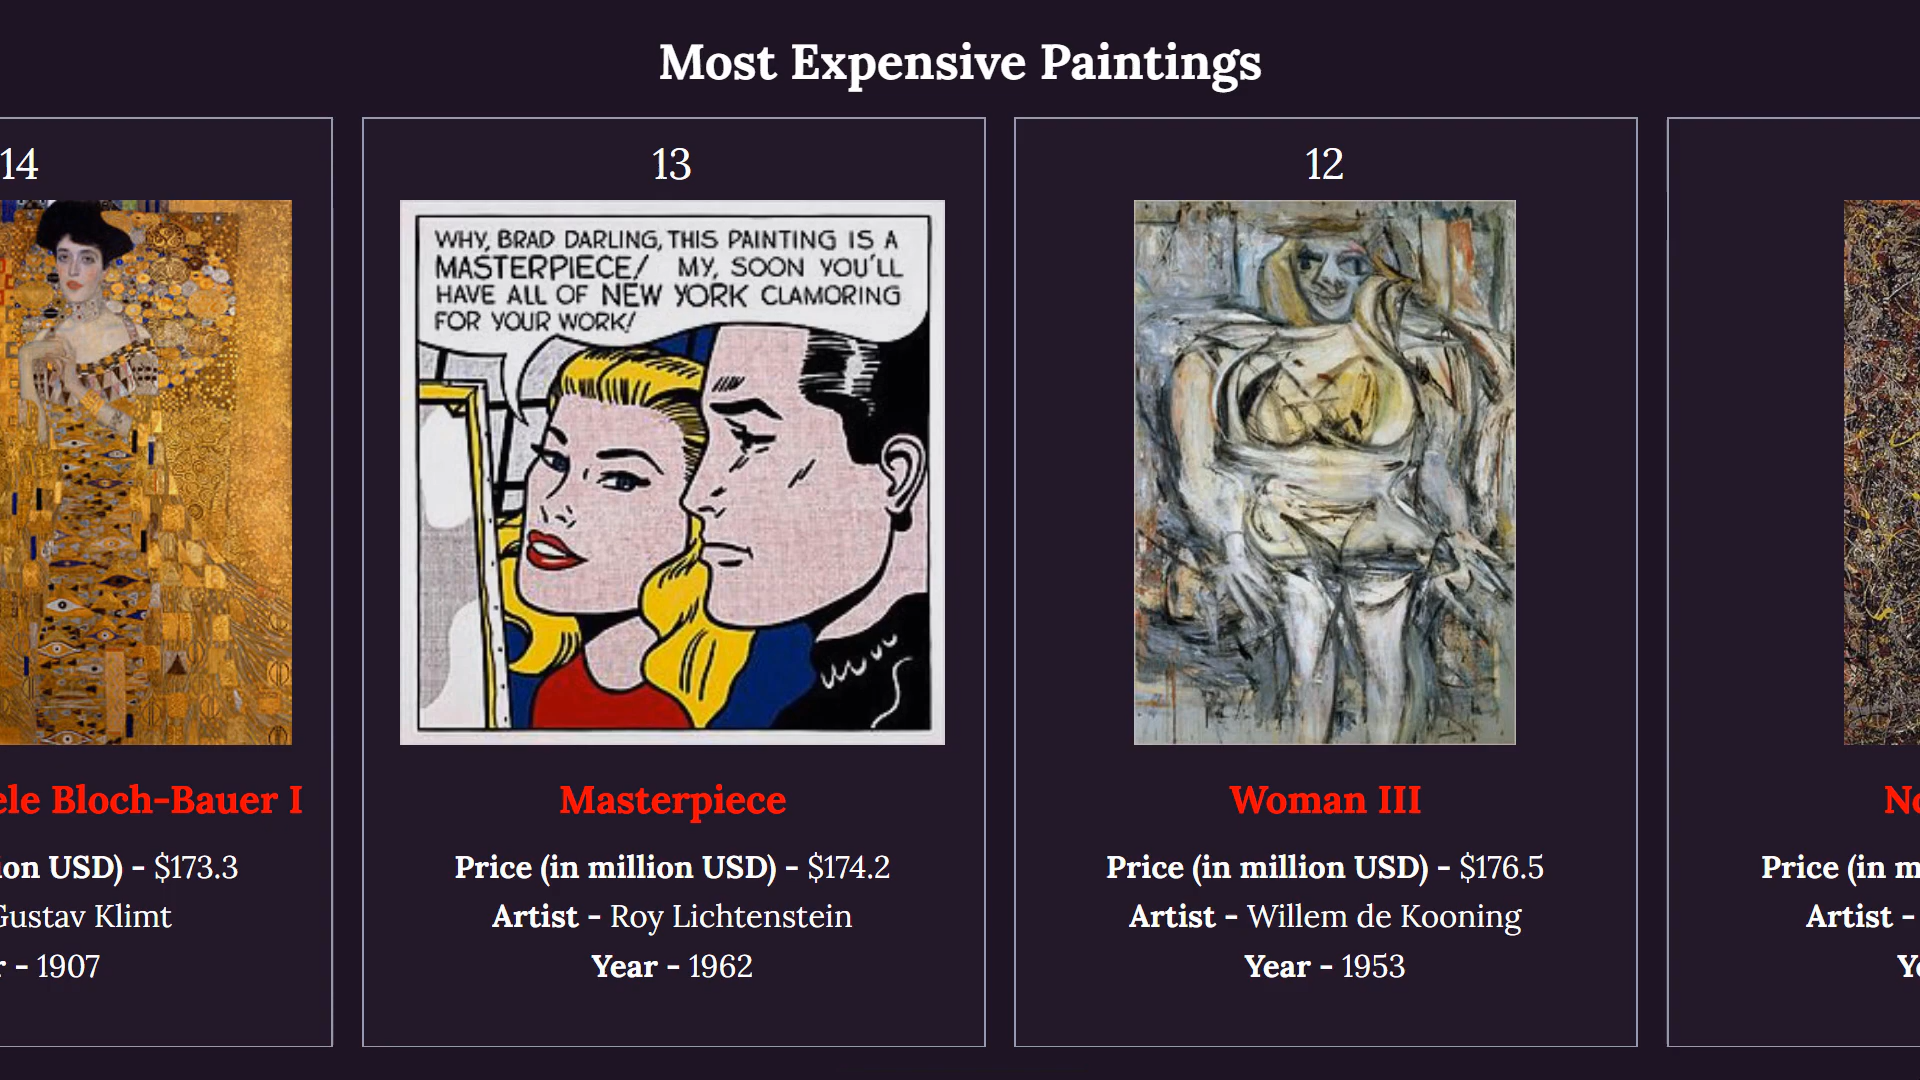 Most Expensive Paintings
14
ele Bloch-Bauer I
ion USD) - $173.3
Gustav Klimt
r - 1907
13
WHY, BRAD DARLING, THIS PAINTING IS A
MASTERPIECE! MY, SOON YOU'LL
HAVE ALL OF NEW YORK CLAMORING
FOR YOUR WORK!
Masterpiece
Price (in million USD) - $174.2
Artist - Roy Lichtenstein
Year - 1962
12
Woman III
Price (in million USD) - $176.5
Artist - Willem de Kooning
Year - 1953
No
Price (in m
Artist -
Ye